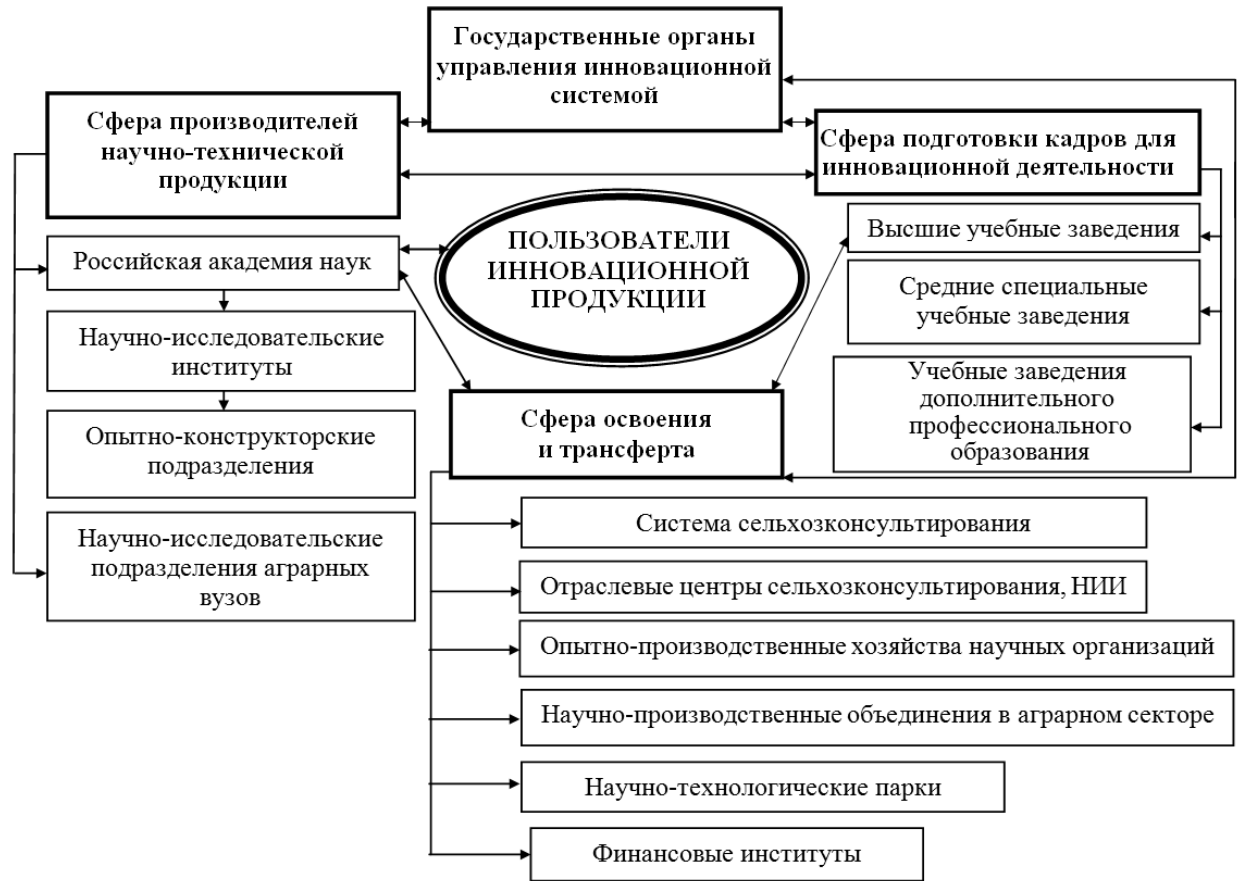 Государственные органы
управления инновационной
системой
Сфера производителей
научно-технической
продукции
Сфера подготовки кадров для
инновационной деятельности
ПОЛЬЗОВАТЕЛИ
ИННОВАЦИОННОЙ
ПРОДУКЦИИ
Российская академия наук
Научно-исследовательские
институты
Опытно-конструкторские
подразделения
Научно-исследовательские
подразделения аграрных
вузов
Высшие учебные заведения
Средние специальные
учебные заведения
Учебные заведения
дополнительного
профессионального
образования
Сфера освоения
и трансферта
Система сельхозконсультирования
Отраслевые центры сельхозконсультирования, НИИ
Опытно-производственные хозяйства научных организаций
Научно-производственные объединения в аграрном секторе
Научно-технологические парки
Финансовые институты